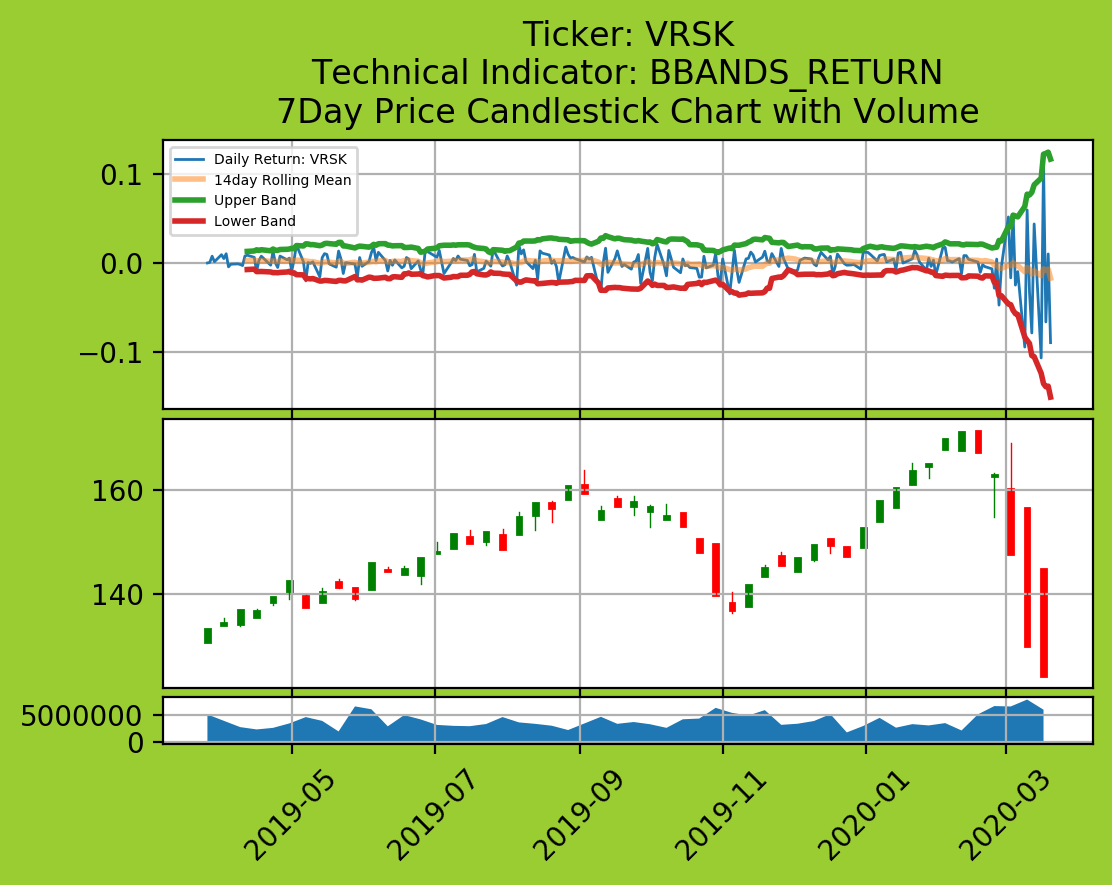 Ticker: VRSK
Technical Indicator: BBANDS_RETURN
7Day Price Candlestick Chart with Volume
Daily Return: VRSK
14day Rolling Mean
Upper Band
Lower Band
0.1
0.0
−0.1
160
140
5000000
0
2019-05
2019-07
2019-09
2019-11
2020-01
2020-03